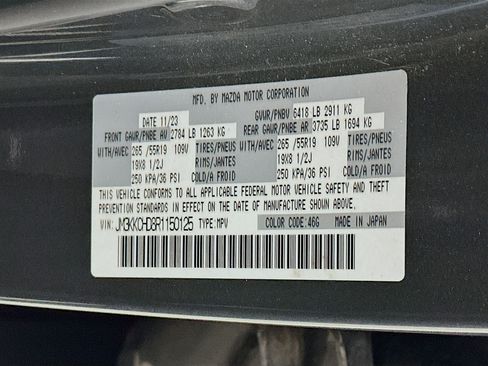 MFD. BY MAZDA MOTOR CORPORATION
DATE 11/23 GVWR/PNBV 6418 LB 2911 KG
FRONT GAWR/PNBE AV 2784 LB 1263 KG REAR GAWR/PNBE AR 3735 LB 1694 KG
WITH/AVEC 265 /55R19 109V TIRES/PNEUS WITH/AVEC 265 /55R19 109V TIRES/PNEUS
19X8 1/2J RIMS/JANTES 19X8 1/2J RIMS/JANTES
250 KPA/36 PSI COLD/A FROID 250 KPA/36 PSI COLD/A FROID
THIS VEHICLE CONFORMS TO ALL APPLICABLE FEDERAL MOTOR VEHICLE SAFETY AND THEFT
PREVENTION STANDARDS IN EFFECT ON THE DATE OF MANUFACTURE SHOWN ABOVE.
VIN: JM3KKCHD8R1150125 TYPE: MPV COLOR CODE: 46G MADE IN JAPAN